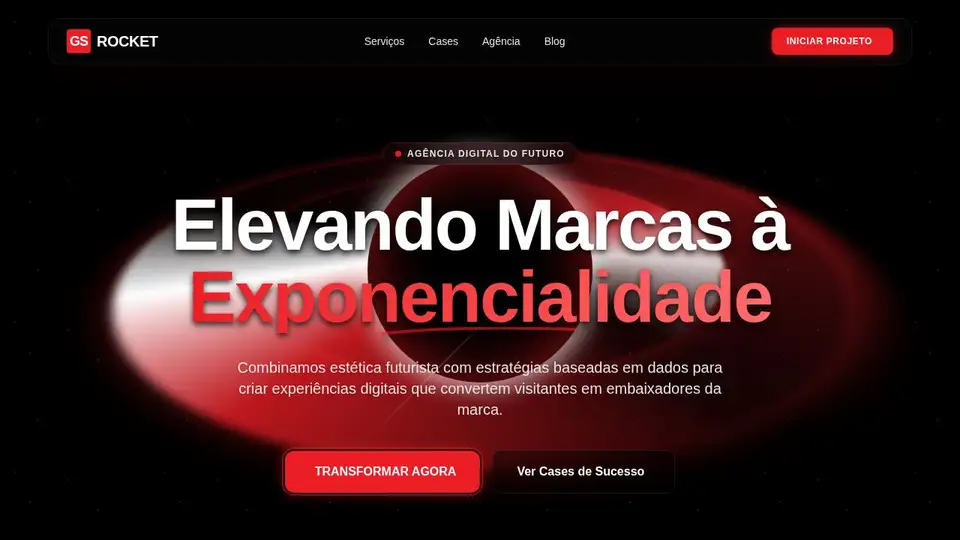 GS ROCKET
Serviços Cases Agência Blog
INICIAR PROJETO
AGÊNCIA DIGITAL DO FUTURO
Elevando Marcas à
Exponencialidade
Combinamos estética futurista com estratégias baseadas em dados para
criar experiências digitais que convertem visitantes em embaixadores da
marca.
TRANSFORMAR AGORA
Ver Cases de Sucesso